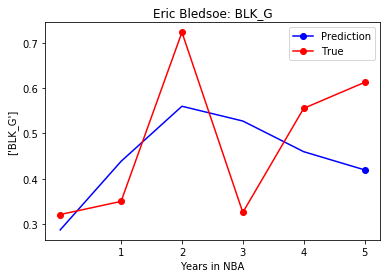 Eric Bledsoe: BLK_G
Prediction
True
0.7
0.6
0.5
0.4
0.3
['BLK_G']
1 2 3 4 5
Years in NBA